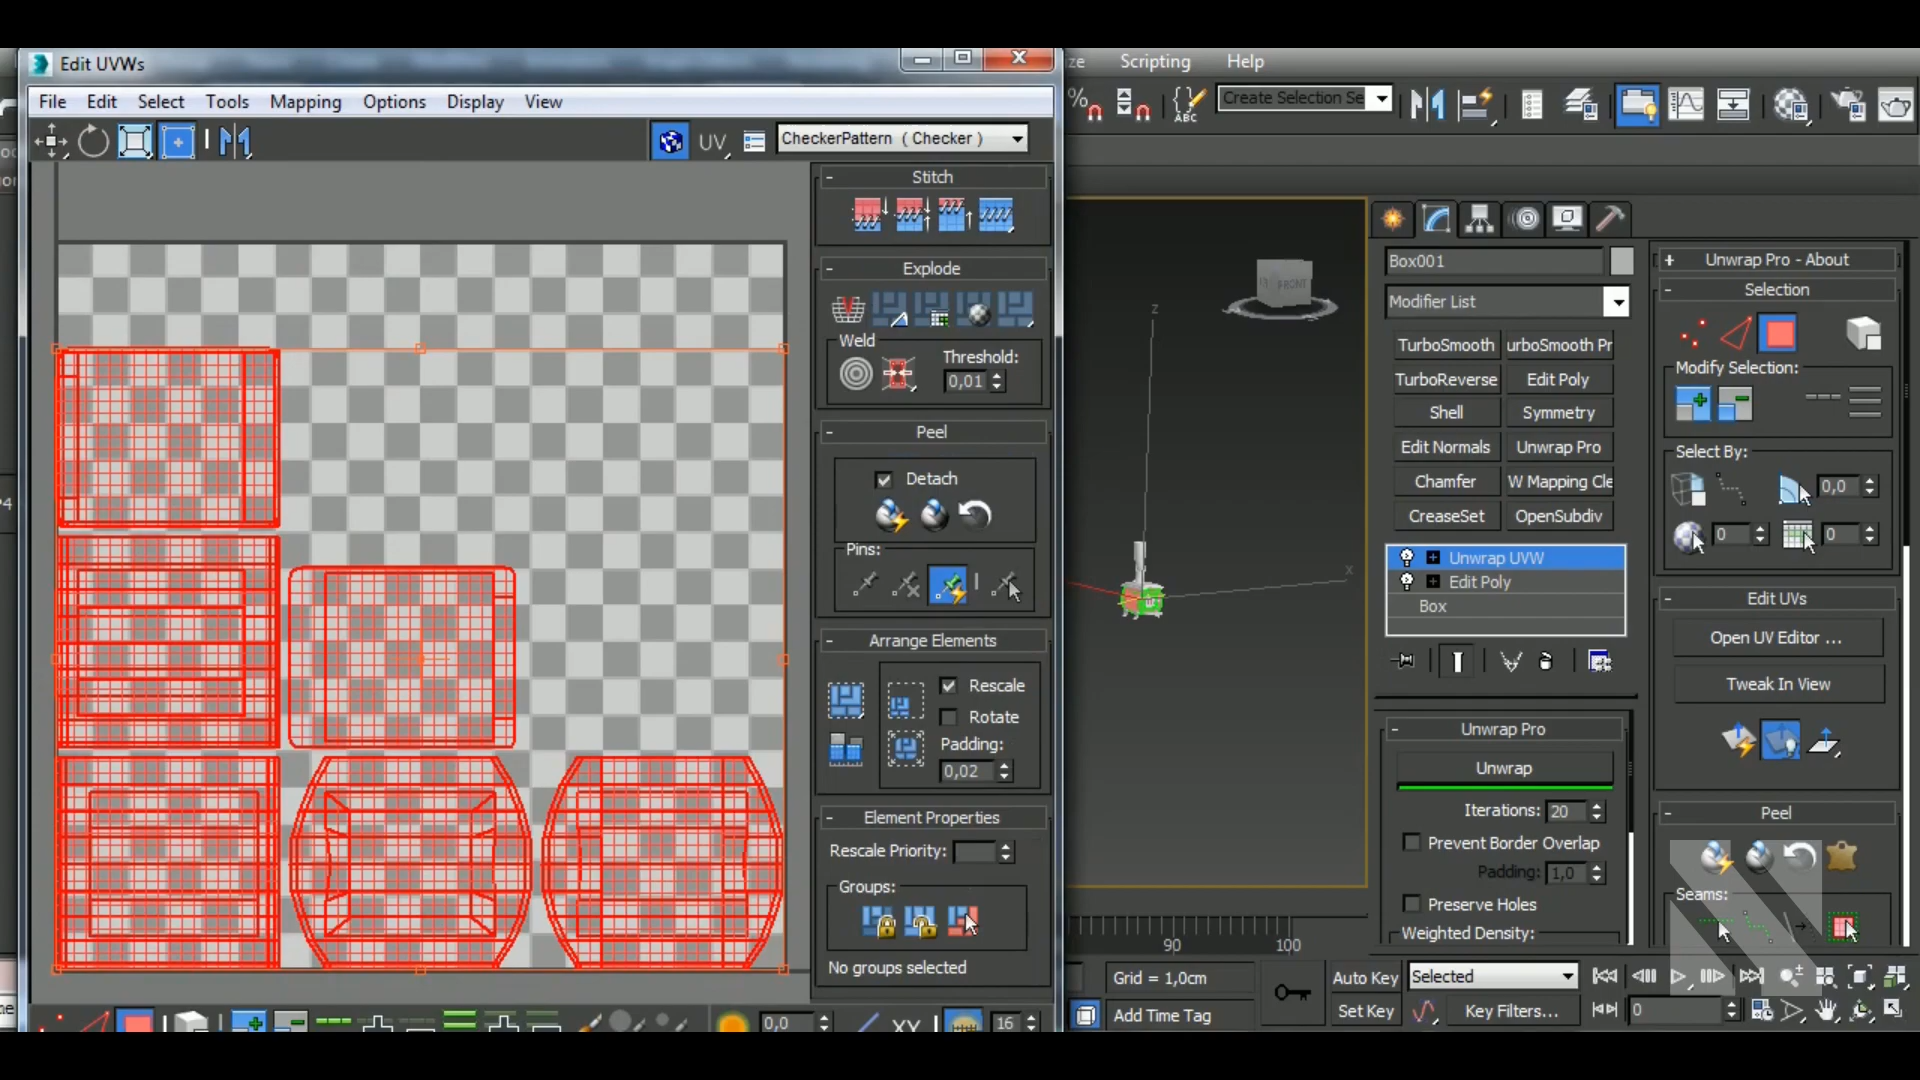 Edit UVWs
File Edit Select Tools Mapping Options Display View
UV
CheckerPattern ( Checker )
Stitch
Explode
Weld
Threshold:
0,01
Peel
Detach
Pins:
Arrange Elements
Rescale
Rotate
Padding:
0,02
Element Properties
Rescale Priority:
Groups:
No groups selected
0,0
XY
16
ze Scripting Help
%
ABC
Create Selection Se
FRONT
Z
X
90
100
Grid = 1,0cm
Add Time Tag
Auto Key
Set Key
Selected
Key Filters...
0
Box001
Modifier List
TurboSmooth
urboSmooth Pr
TurboReverse
Edit Poly
Shell
Symmetry
Edit Normals
Unwrap Pro
Chamfer
W Mapping Cle
CreaseSet
OpenSubdiv
Unwrap UVW
Edit Poly
Box
Unwrap Pro
Unwrap
Iterations: 20
Prevent Border Overlap
Padding: 1,0
Preserve Holes
Weighted Density:
Unwrap Pro - About
Selection
Modify Selection:
Select By:
0,0
0
0
Edit UVs
Open UV Editor ...
Tweak In View
Peel
Seams: